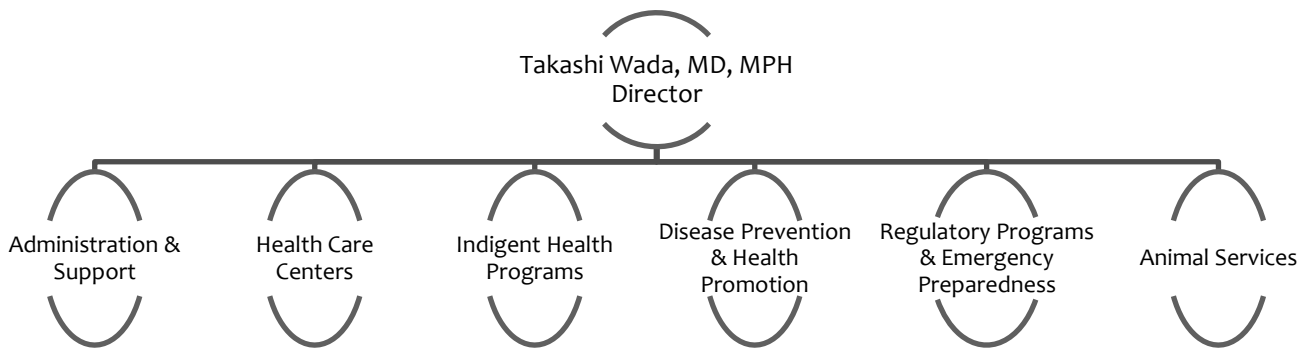 Takashi Wada, MD, MPH
Director
Administration &
Support
Health Care
Centers
Indigent Health
Programs
Disease Prevention
& Health
Promotion
Regulatory Programs
& Emergency
Preparedness
Animal Services